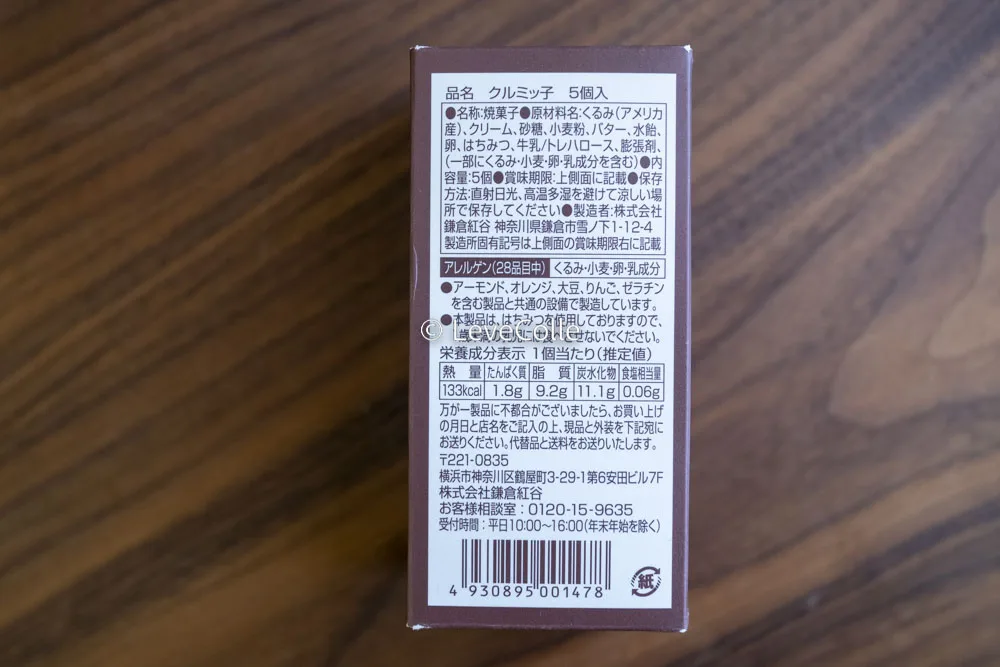 品名 クルミッ子 5個入
●名称:焼菓子●原材料名:くるみ(アメリカ
産)、クリーム、砂糖、小麦粉、バター、水飴、
卵、はちみつ、牛乳/トレハロース、膨張剤、
(一部にくるみ・小麦・卵・乳成分を含む)●内
容量:5個●賞味期限:上側面に記載●保存
方法:直射日光、高温多湿を避けて涼しい場
所で保存してください●製造者:株式会社
鎌倉紅谷 神奈川県鎌倉市雪ノ下1-12-4
製造所固有記号は上側面の賞味期限右に記載
アレルゲン(28品目中) くるみ・小麦・卵・乳成分
●アーモンド、オレンジ、大豆、りんご、ゼラチン
を含む製品と共通の設備で製造しています。
●本製品は、はちみつを使用しておりますので、
© LeveColle
せないでください。
栄養成分表示 1個当たり(推定値)
熱量 たんぱく質 脂質 炭水化物 食塩相当量
133kcal 1.8g 9.2g 11.1g 0.06g
万が一製品に不都合がございましたら、お買い上げ
の月日と店名をご記入の上、現品と外装を下記宛に
お送りください。代替品と送料をお送りいたします。
〒221-0835
横浜市神奈川区鶴屋町3-29-1第6安田ビル7F
株式会社鎌倉紅谷
お客様相談室:0120-15-9635
受付時間:平日10:00〜16:00(年末年始を除く)
4 930895 001478
紙